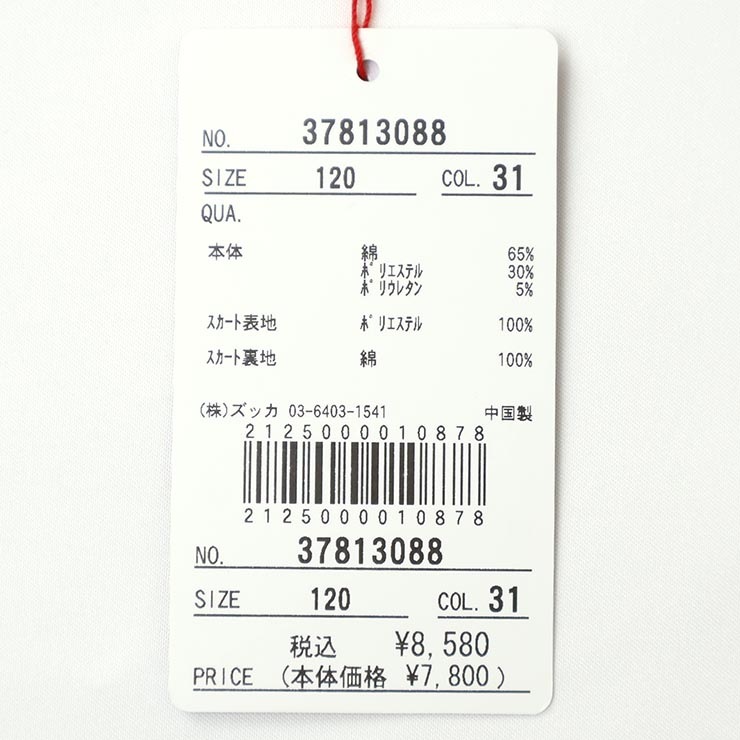 NO. 37813088
SIZE 120 COL. 31
QUA.
本体 綿 65%
ポリエステル 30%
ポリウレタン 5%
スカート表地 ポリエステル 100%
スカート裏地 綿 100%
(株)ズッカ 03-6403-1541 中国製
2125000010878
2125000010878
NO. 37813088
SIZE 120 COL. 31
税込 ¥8,580
PRICE (本体価格 ¥7,800)